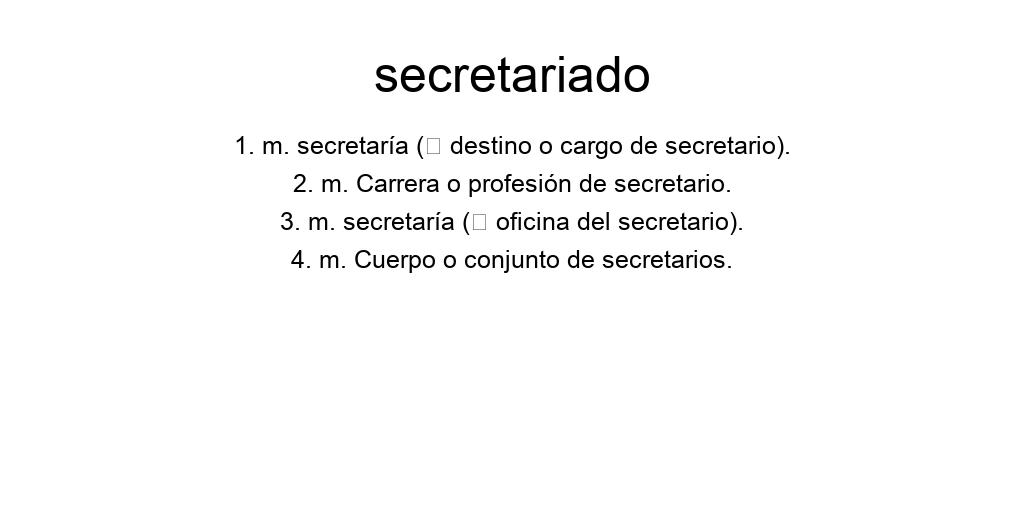 secretariado
1. m. secretaría (▯ destino o cargo de secretario).
2. m. Carrera o profesión de secretario.
3. m. secretaría (▯ oficina del secretario).
4. m. Cuerpo o conjunto de secretarios.